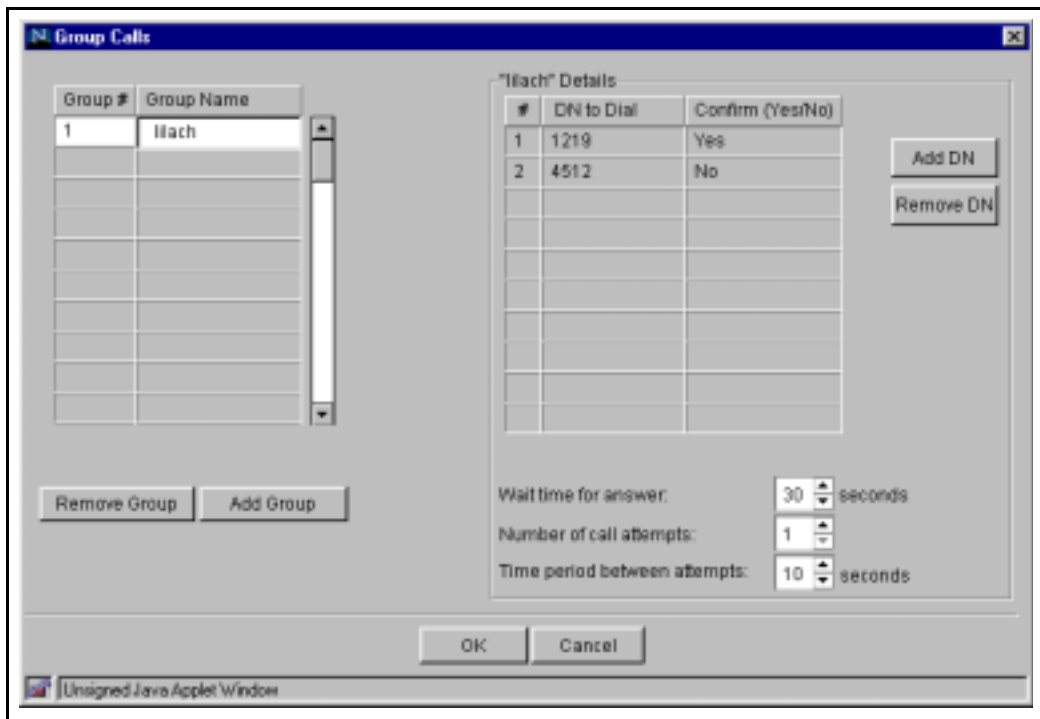 Group Calls
Group # Group Name
1 lilach
Remove Group Add Group
"lilach" Details
# DN to Dial Confirm (Yes/No)
1 1219 Yes
2 4512 No
Add DN
Remove DN
Wait time for answer: 30 seconds
Number of call attempts: 1
Time period between attempts: 10 seconds
OK Cancel
Unsigned Java Applet Window